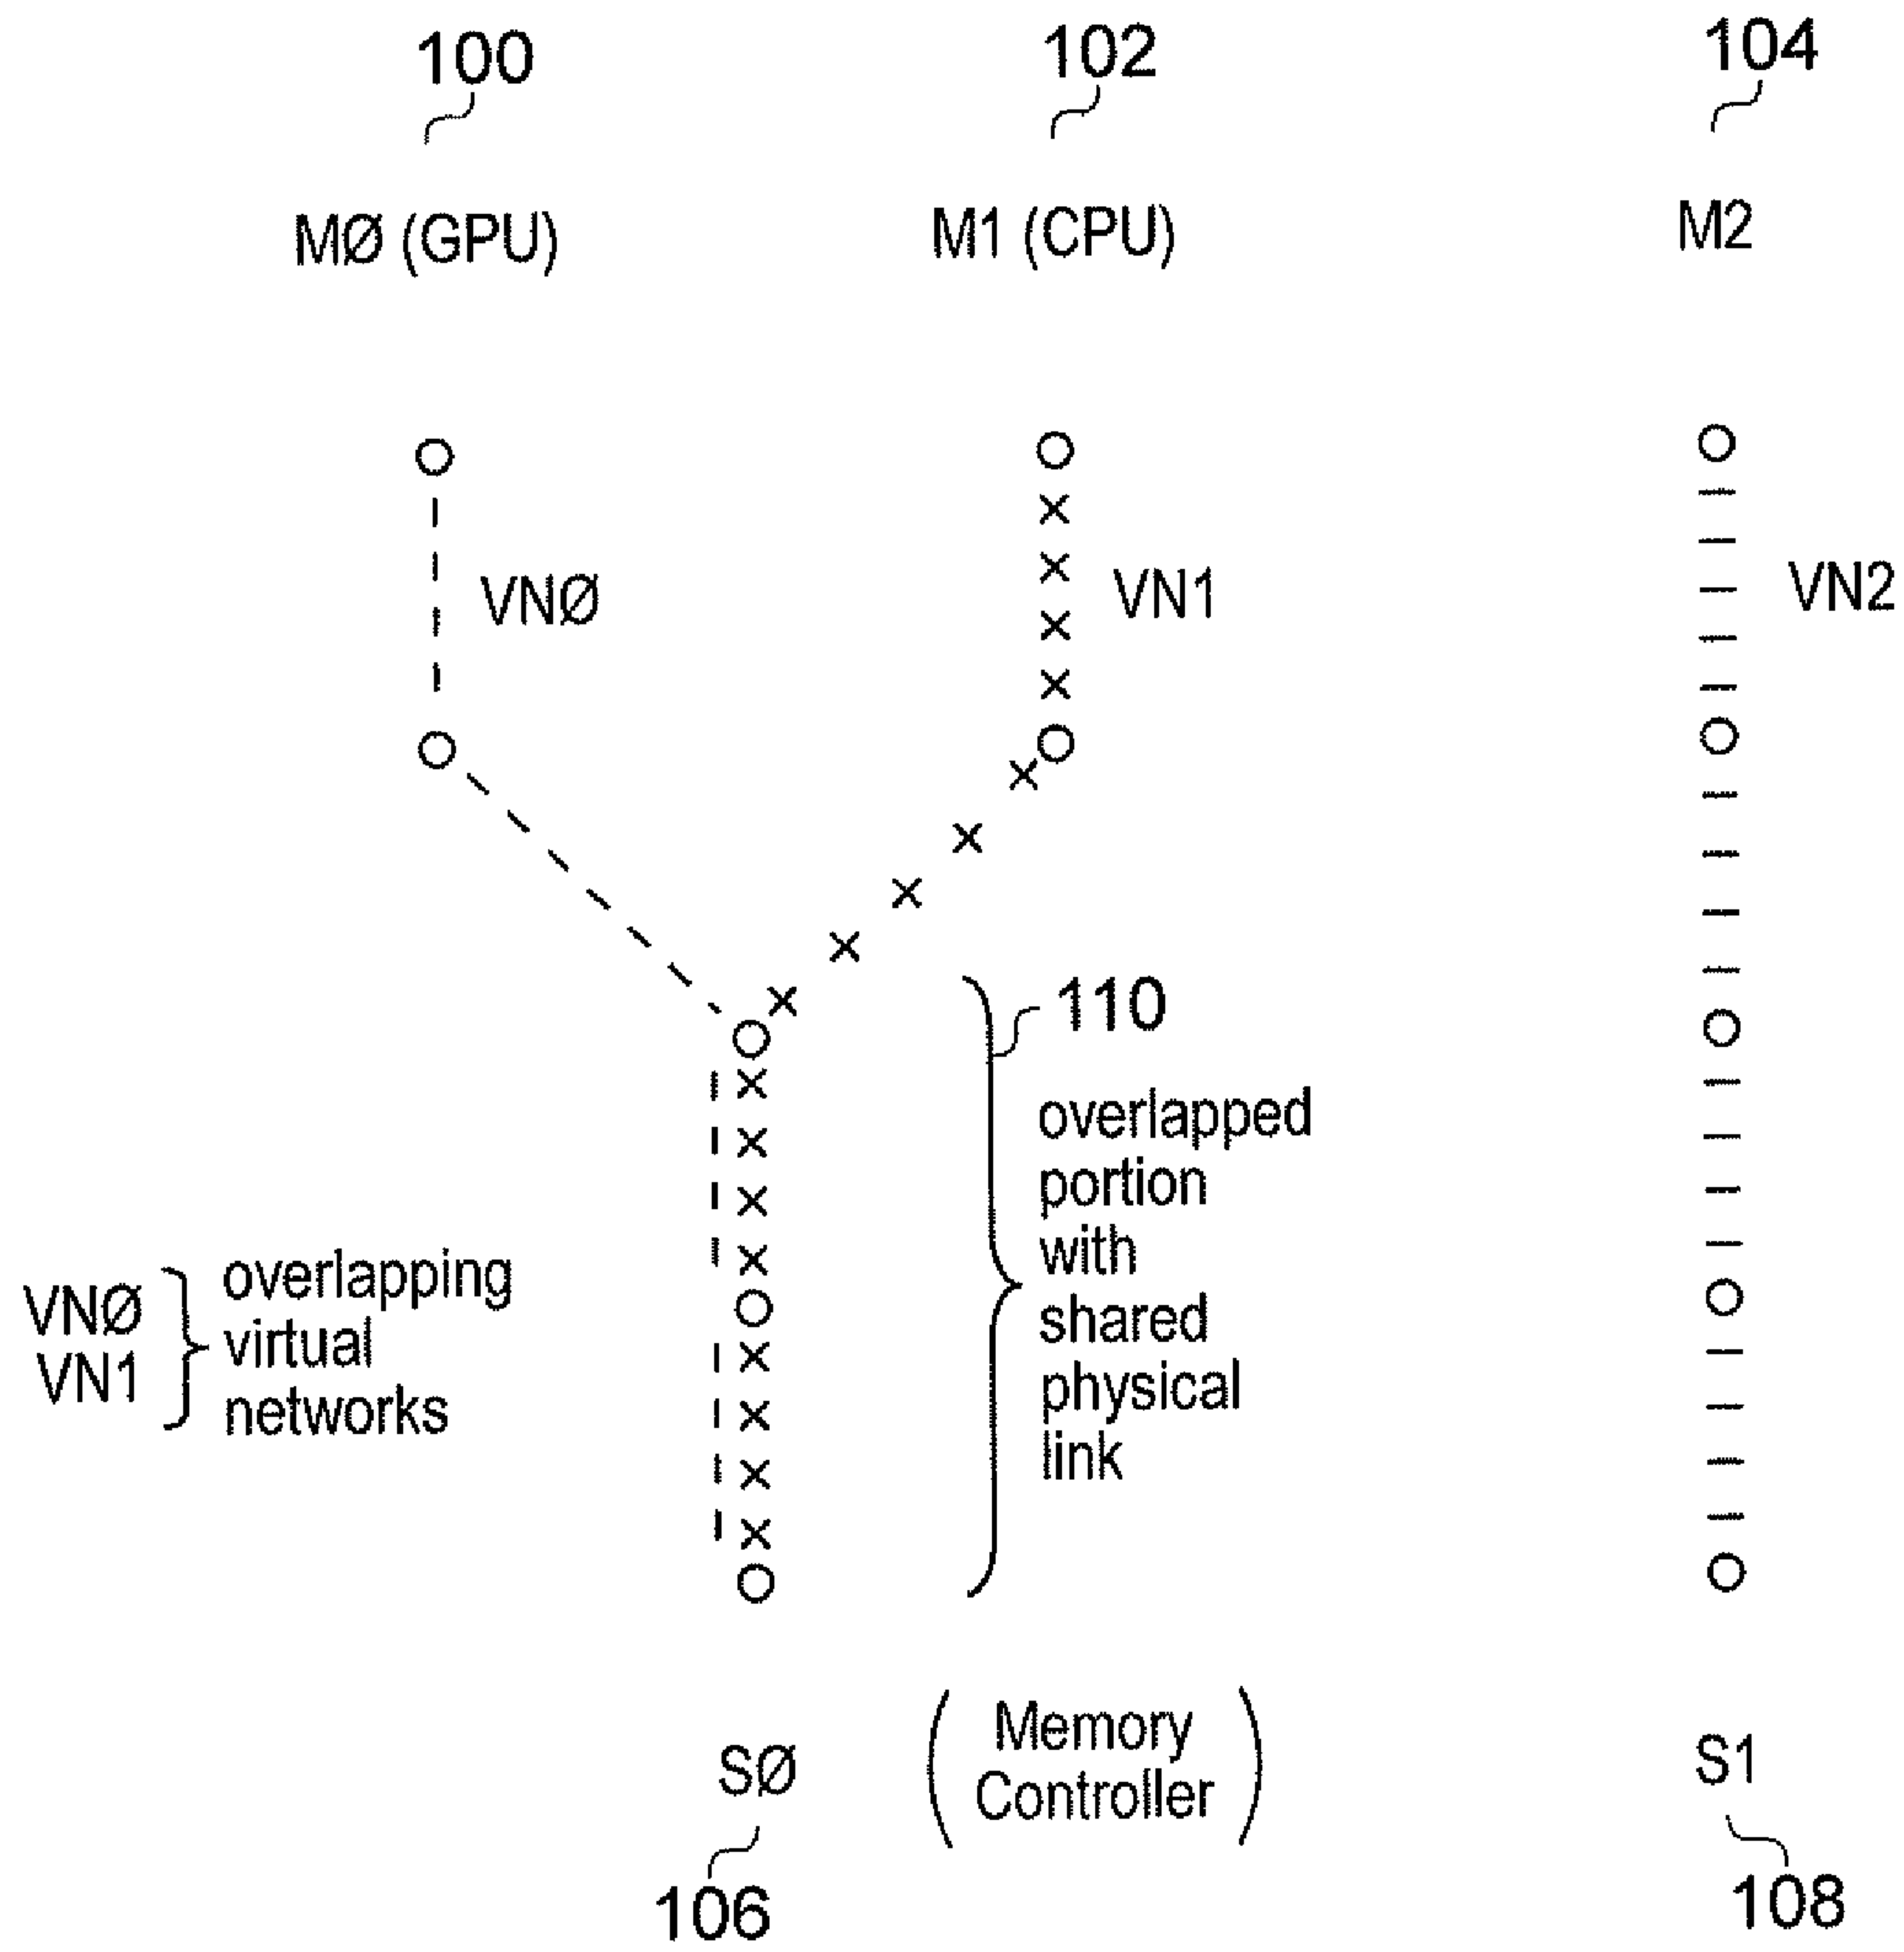 100
102
104
MØ (GPU)
M1 (CPU)
M2
VNØ
VN1
VN2
110
overlapped
portion
with
shared
physical
link
VNØ
VN1
overlapping
virtual
networks
SØ
(Memory
Controller)
S1
106
108